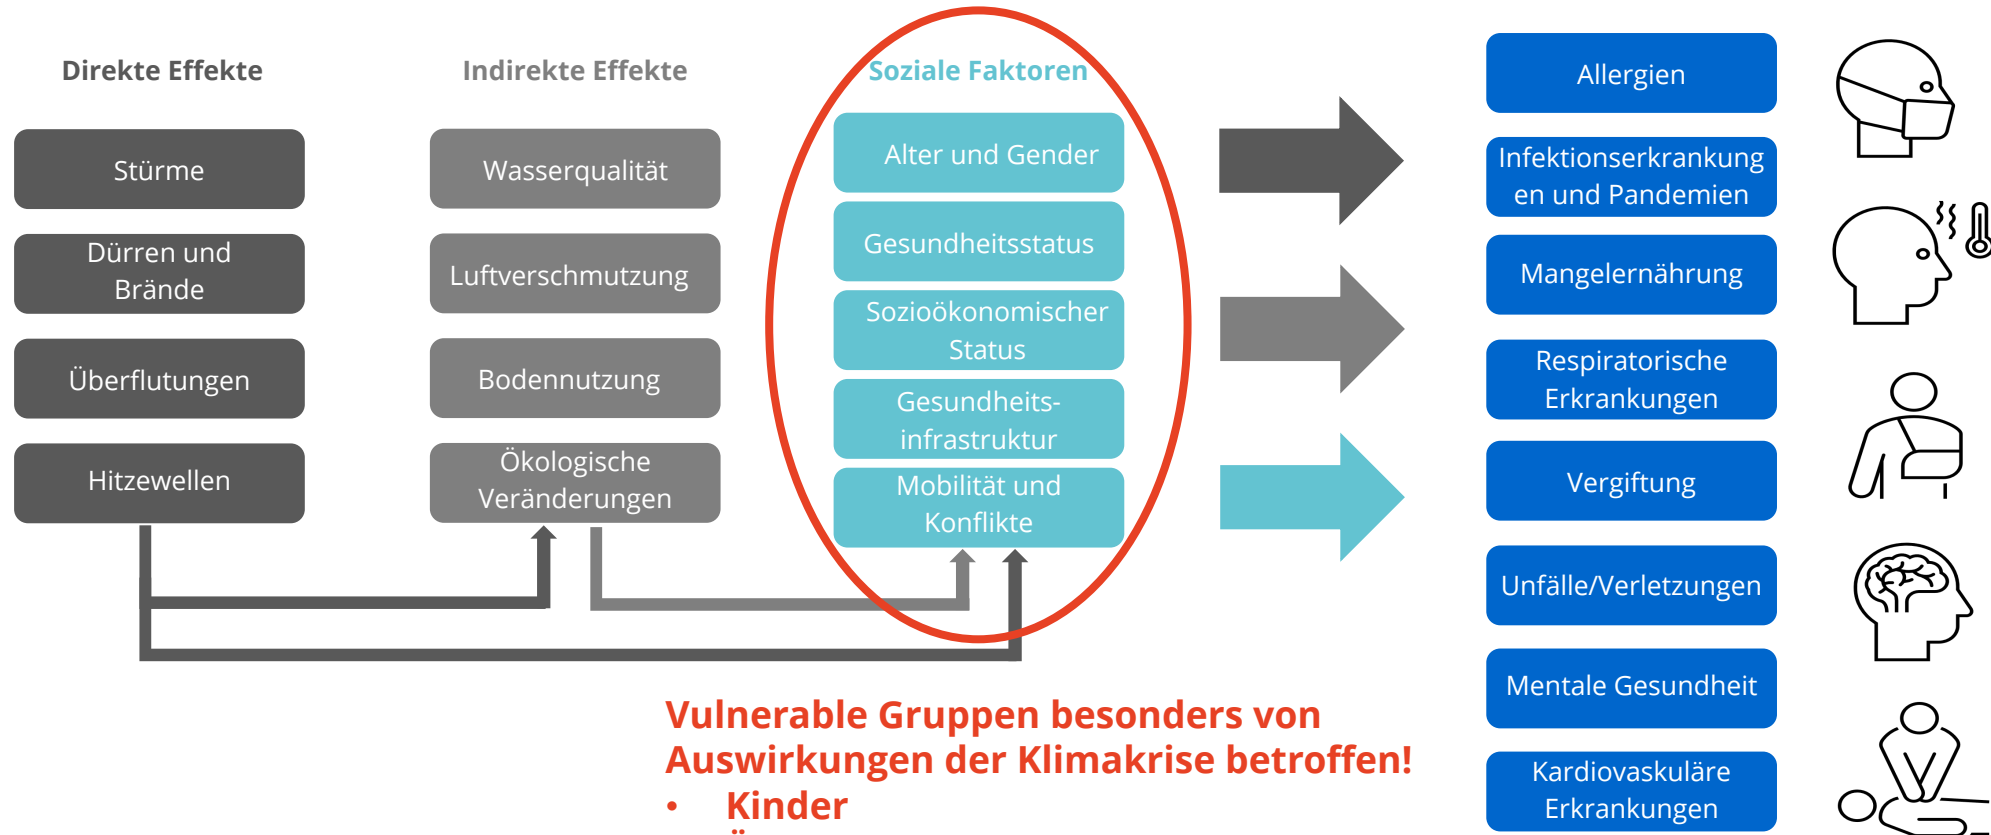 Direkte Effekte
Stürme
Dürren und
Brände
Überflutungen
Hitzewellen
Indirekte Effekte
Wasserqualität
Luftverschmutzung
Bodennutzung
Ökologische
Veränderungen
Soziale Faktoren
Alter und Gender
Gesundheitsstatus
Sozioökonomischer
Status
Gesundheits-
infrastruktur
Mobilität und
Konflikte
Allergien
Infektionserkrankung
en und Pandemien
Mangelernährung
Respiratorische
Erkrankungen
Vergiftung
Unfälle/Verletzungen
Mentale Gesundheit
Kardiovaskuläre
Erkrankungen
Vulnerable Gruppen besonders von
Auswirkungen der Klimakrise betroffen!
• Kinder